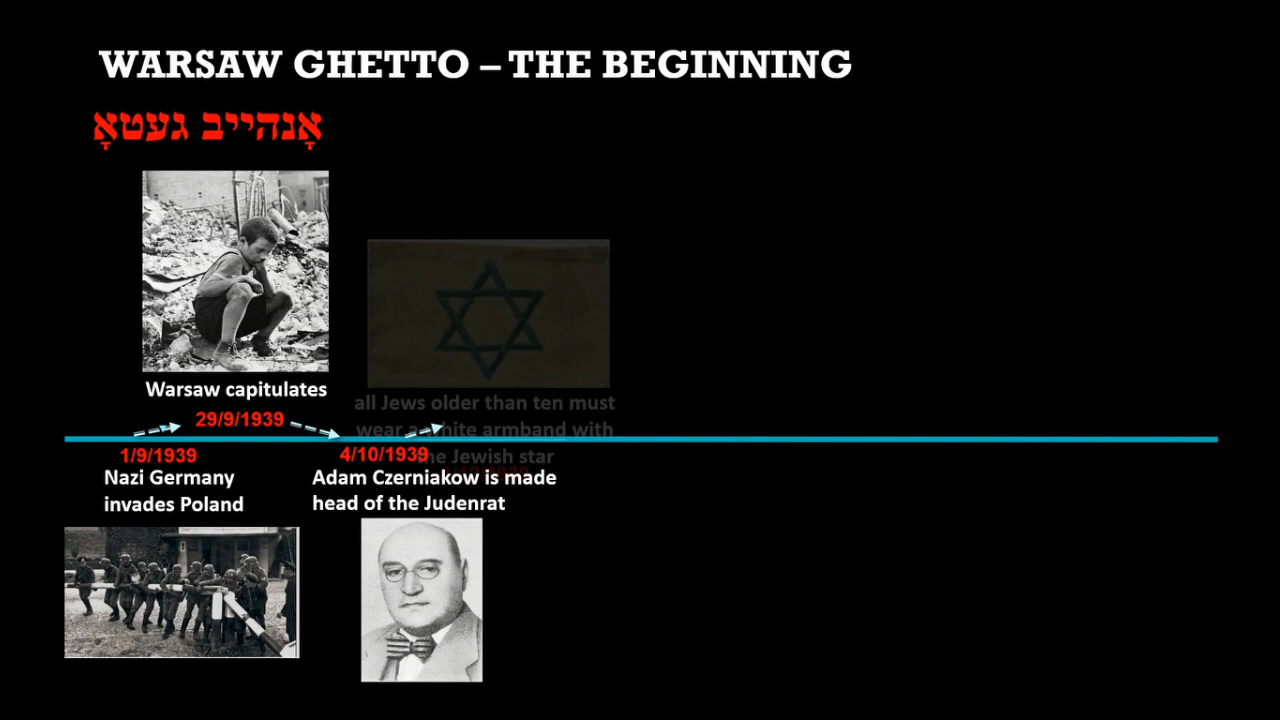 WARSAW GHETTO – THE BEGINNING
אָנהייב געטאָ
Warsaw capitulates
29/9/1939
all Jews older than ten must
wear a white armband with
the Jewish star
1/9/1939
Nazi Germany
invades Poland
4/10/1939
Adam Czerniakow is made
head of the Judenrat